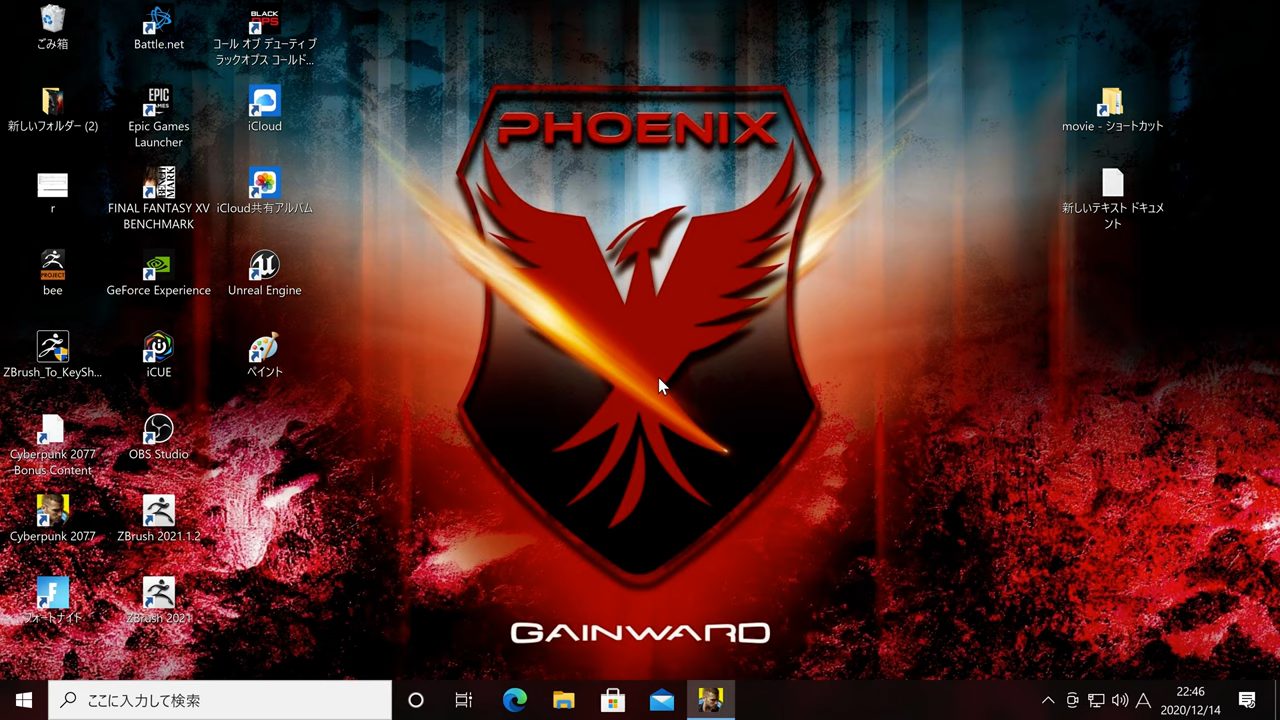 ごみ箱
Battle.net
BLACK
OPS
コール オブ デューティ ブ
ラックオプス コールド...
新しいフォルダー (2)
EPIC
GAMES
Epic Games
Launcher
iCloud
r
FINAL FANTASY XV
BENCHMARK
iCloud共有アルバム
PROJECT
bee
GeForce Experience
Unreal Engine
ZBrush_To_KeySh...
iCUE
ペイント
Cyberpunk 2077
Bonus Content
OBS Studio
Cyberpunk 2077
ZBrush 2021.1.2
フォートナイト
ZBrush 2021
PHOENIX
GAINWARD
movie - ショートカット
新しいテキスト ドキュメ
ント
ここに入力して検索
A
22:46
2020/12/14